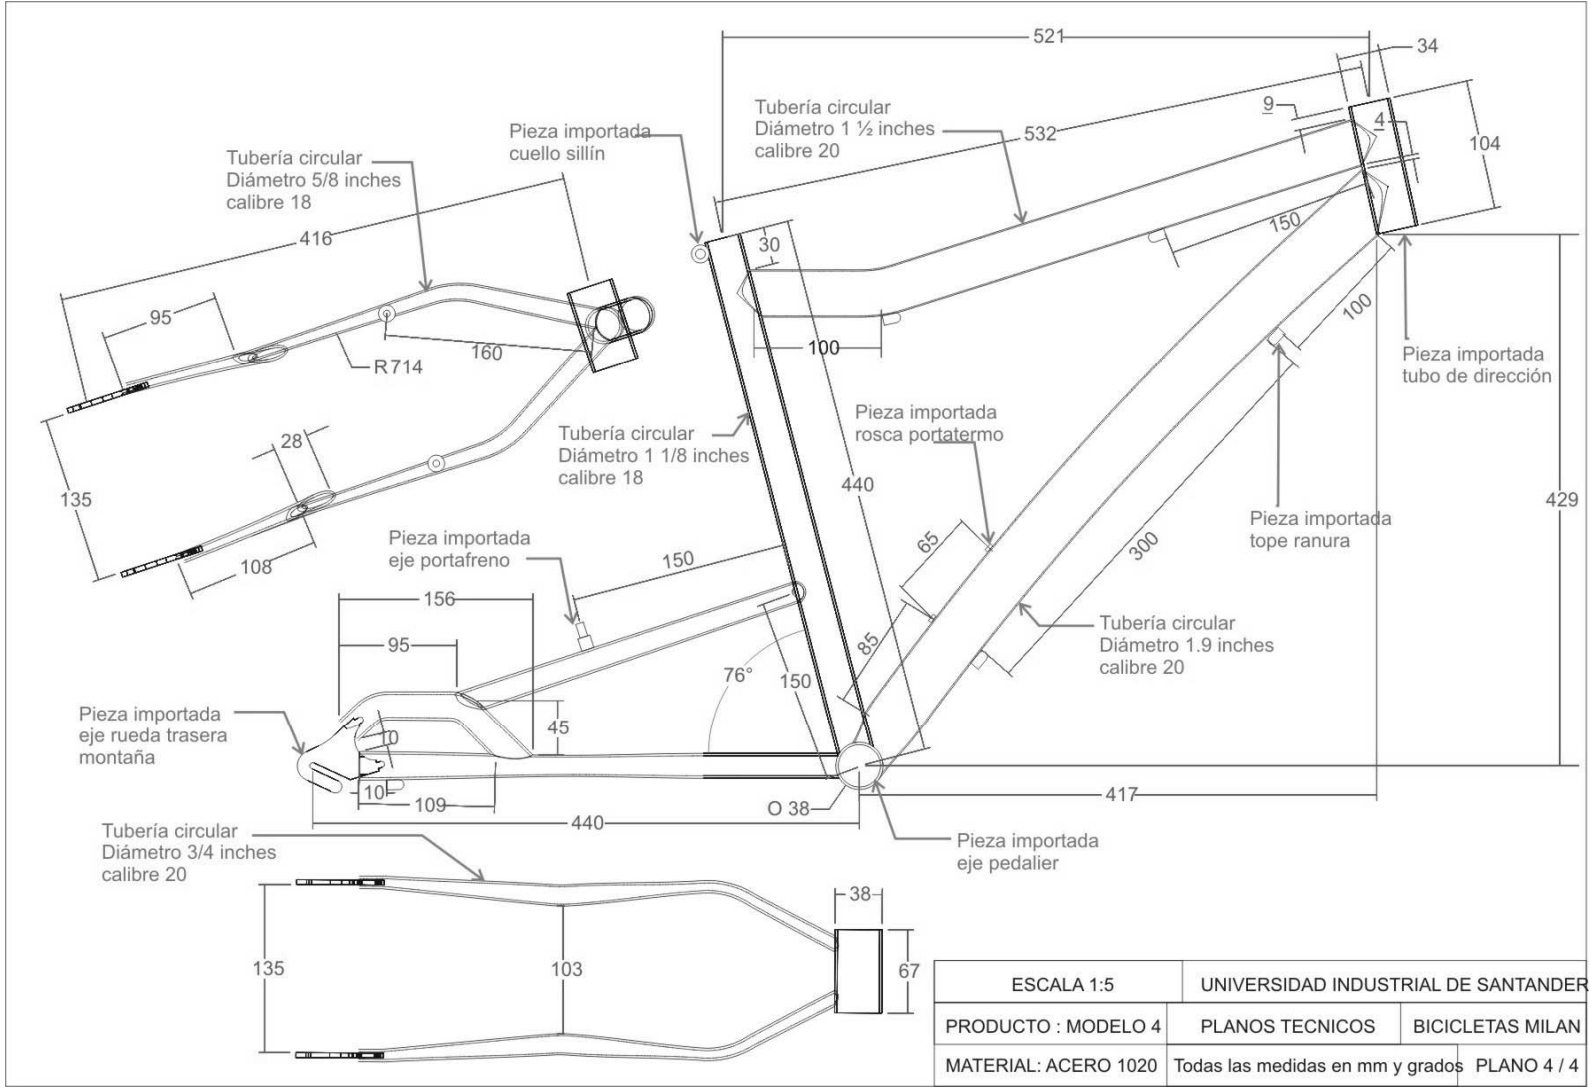 521
34
Tubería circular
Diámetro 1 ½ inches
calibre 20
9
4
532
104
Pieza importada
cuello sillín
Tubería circular
Diámetro 5/8 inches
calibre 18
416
30
150
95
160
R714
100
100
Pieza importada
tubo de dirección
Pieza importada
rosca portatermo
28
Tubería circular
Diámetro 1 1/8 inches
calibre 18
440
135
429
Pieza importada
tope ranura
Pieza importada
eje portafreno
108
150
65
300
156
95
85
Tubería circular
Diámetro 1.9 inches
calibre 20
76°
150
Pieza importada
eje rueda trasera
montaña
45
10
109
440
O 38
417
Tubería circular
Diámetro 3/4 inches
calibre 20
Pieza importada
eje pedalier
38
135
103
67
ESCALA 1:5
UNIVERSIDAD INDUSTRIAL DE SANTANDER
PRODUCTO : MODELO 4
PLANOS TECNICOS
BICICLETAS MILAN
MATERIAL: ACERO 1020
Todas las medidas en mm y grados
PLANO 4 / 4